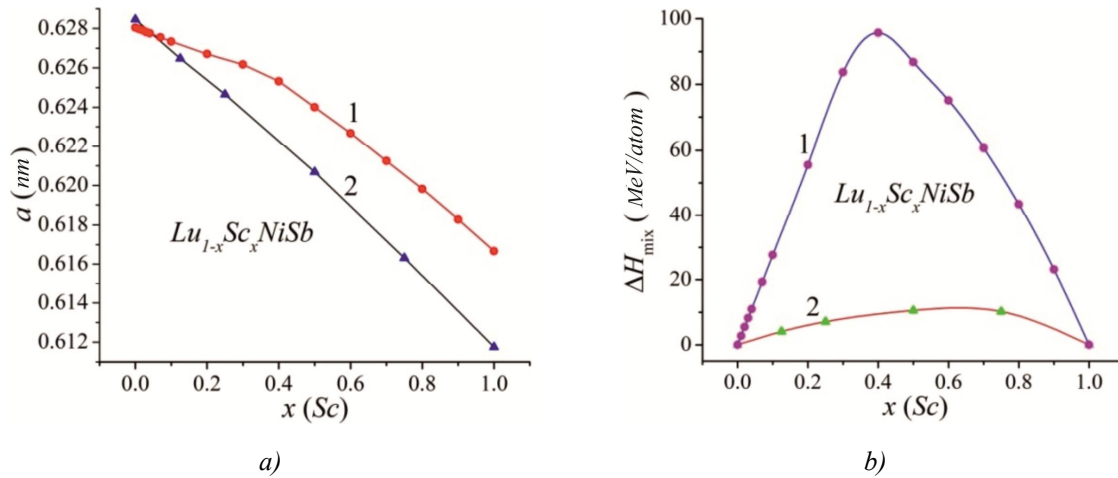 0.628
0.626
0.624
0.622
0.620
0.618
0.616
0.614
0.612
a (nm)
1
2
Lu1-xScxNiSb
0.0 0.2 0.4 0.6 0.8 1.0
x (Sc)
a)
100
80
60
40
20
0
ΔHmix ( MeV/atom )
1
Lu1-xScxNiSb
2
0.0 0.2 0.4 0.6 0.8 1.0
x (Sc)
b)